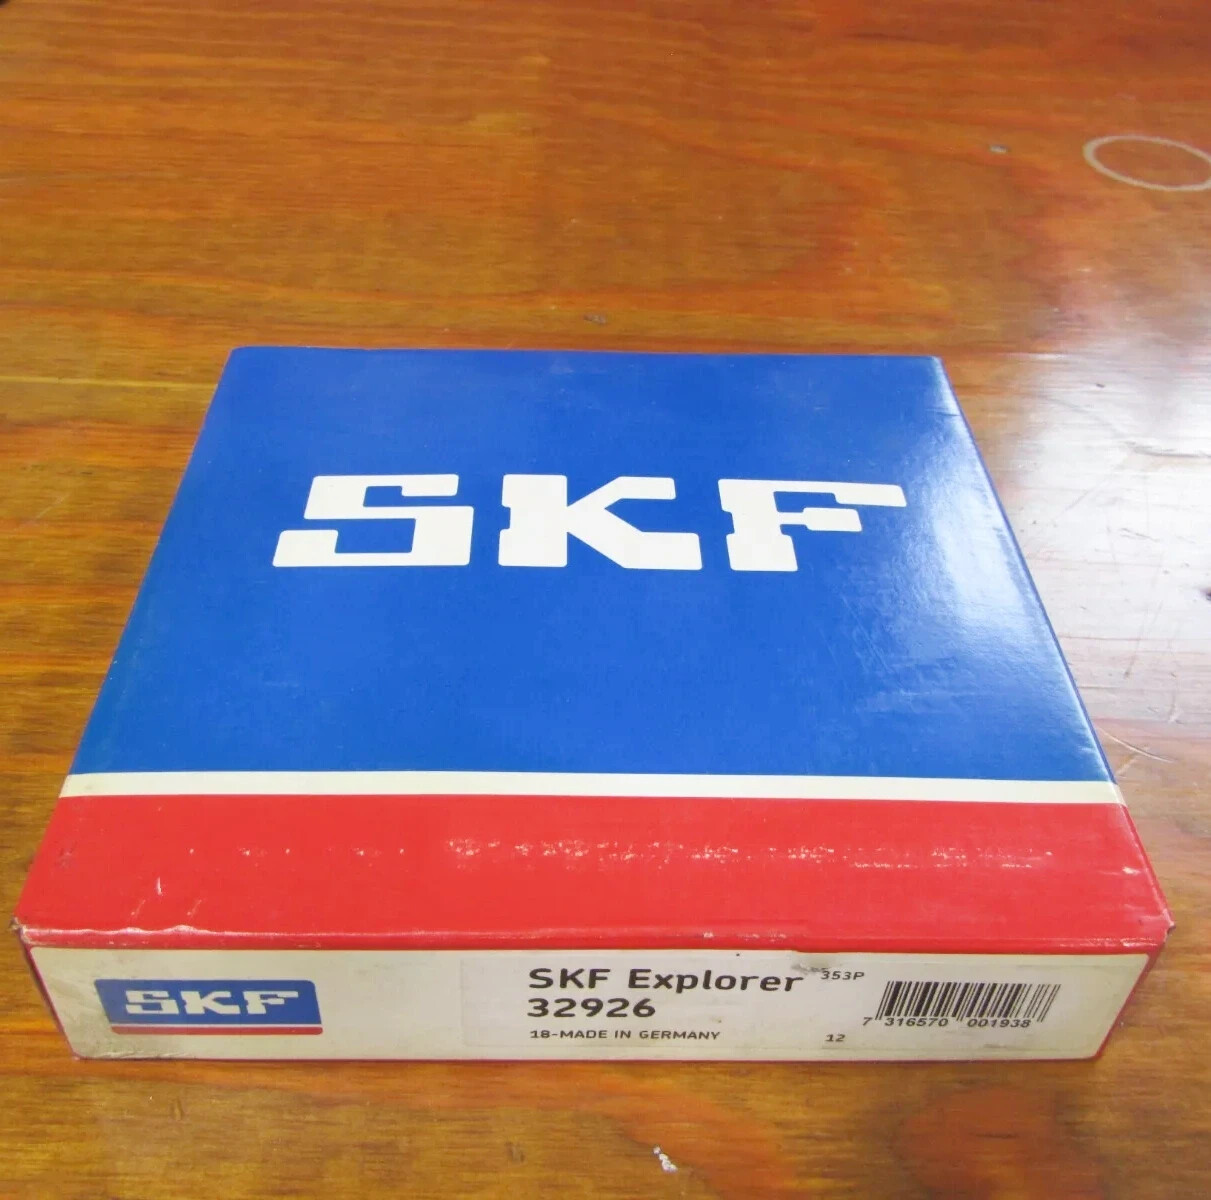 SKF
SKF
SKF Explorer
32926
18-MADE IN GERMANY
353P
12
7 316570 001938